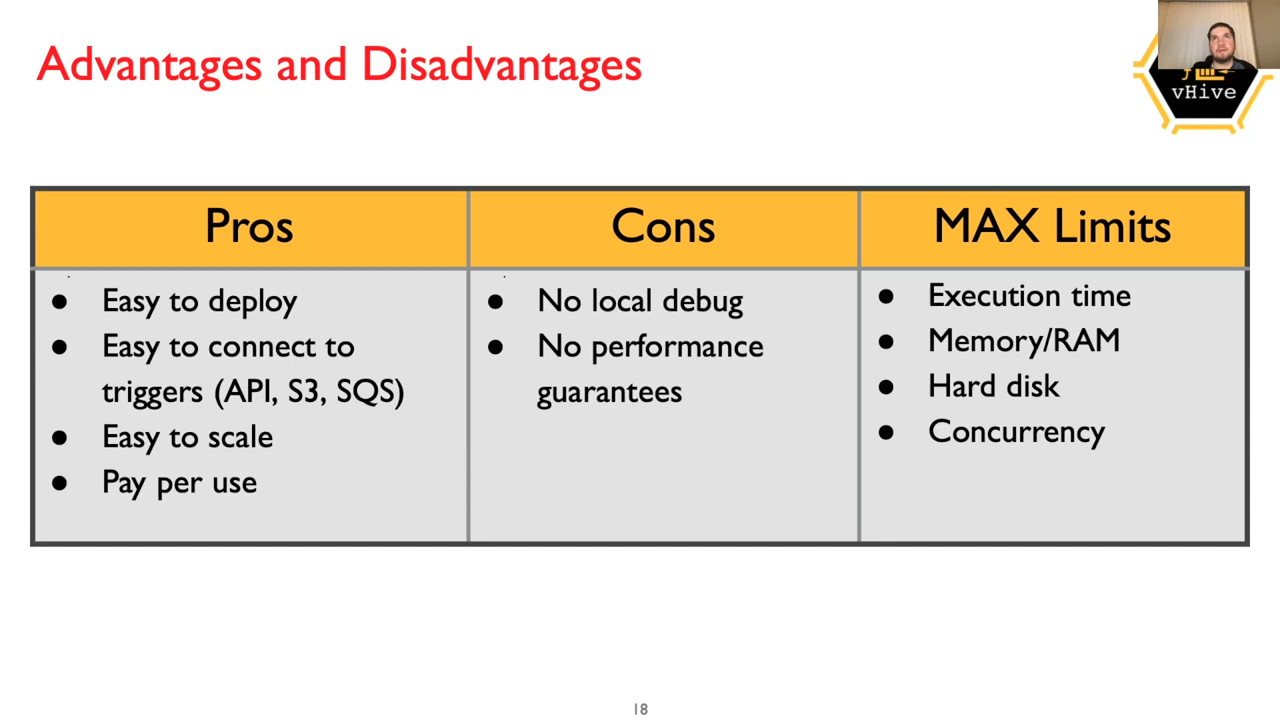 Advantages and Disadvantages
vHive
Pros
Cons
MAX Limits
● Easy to deploy
● Easy to connect to
triggers (API, S3, SQS)
● Easy to scale
● Pay per use
● No local debug
● No performance
guarantees
● Execution time
● Memory/RAM
● Hard disk
● Concurrency
18